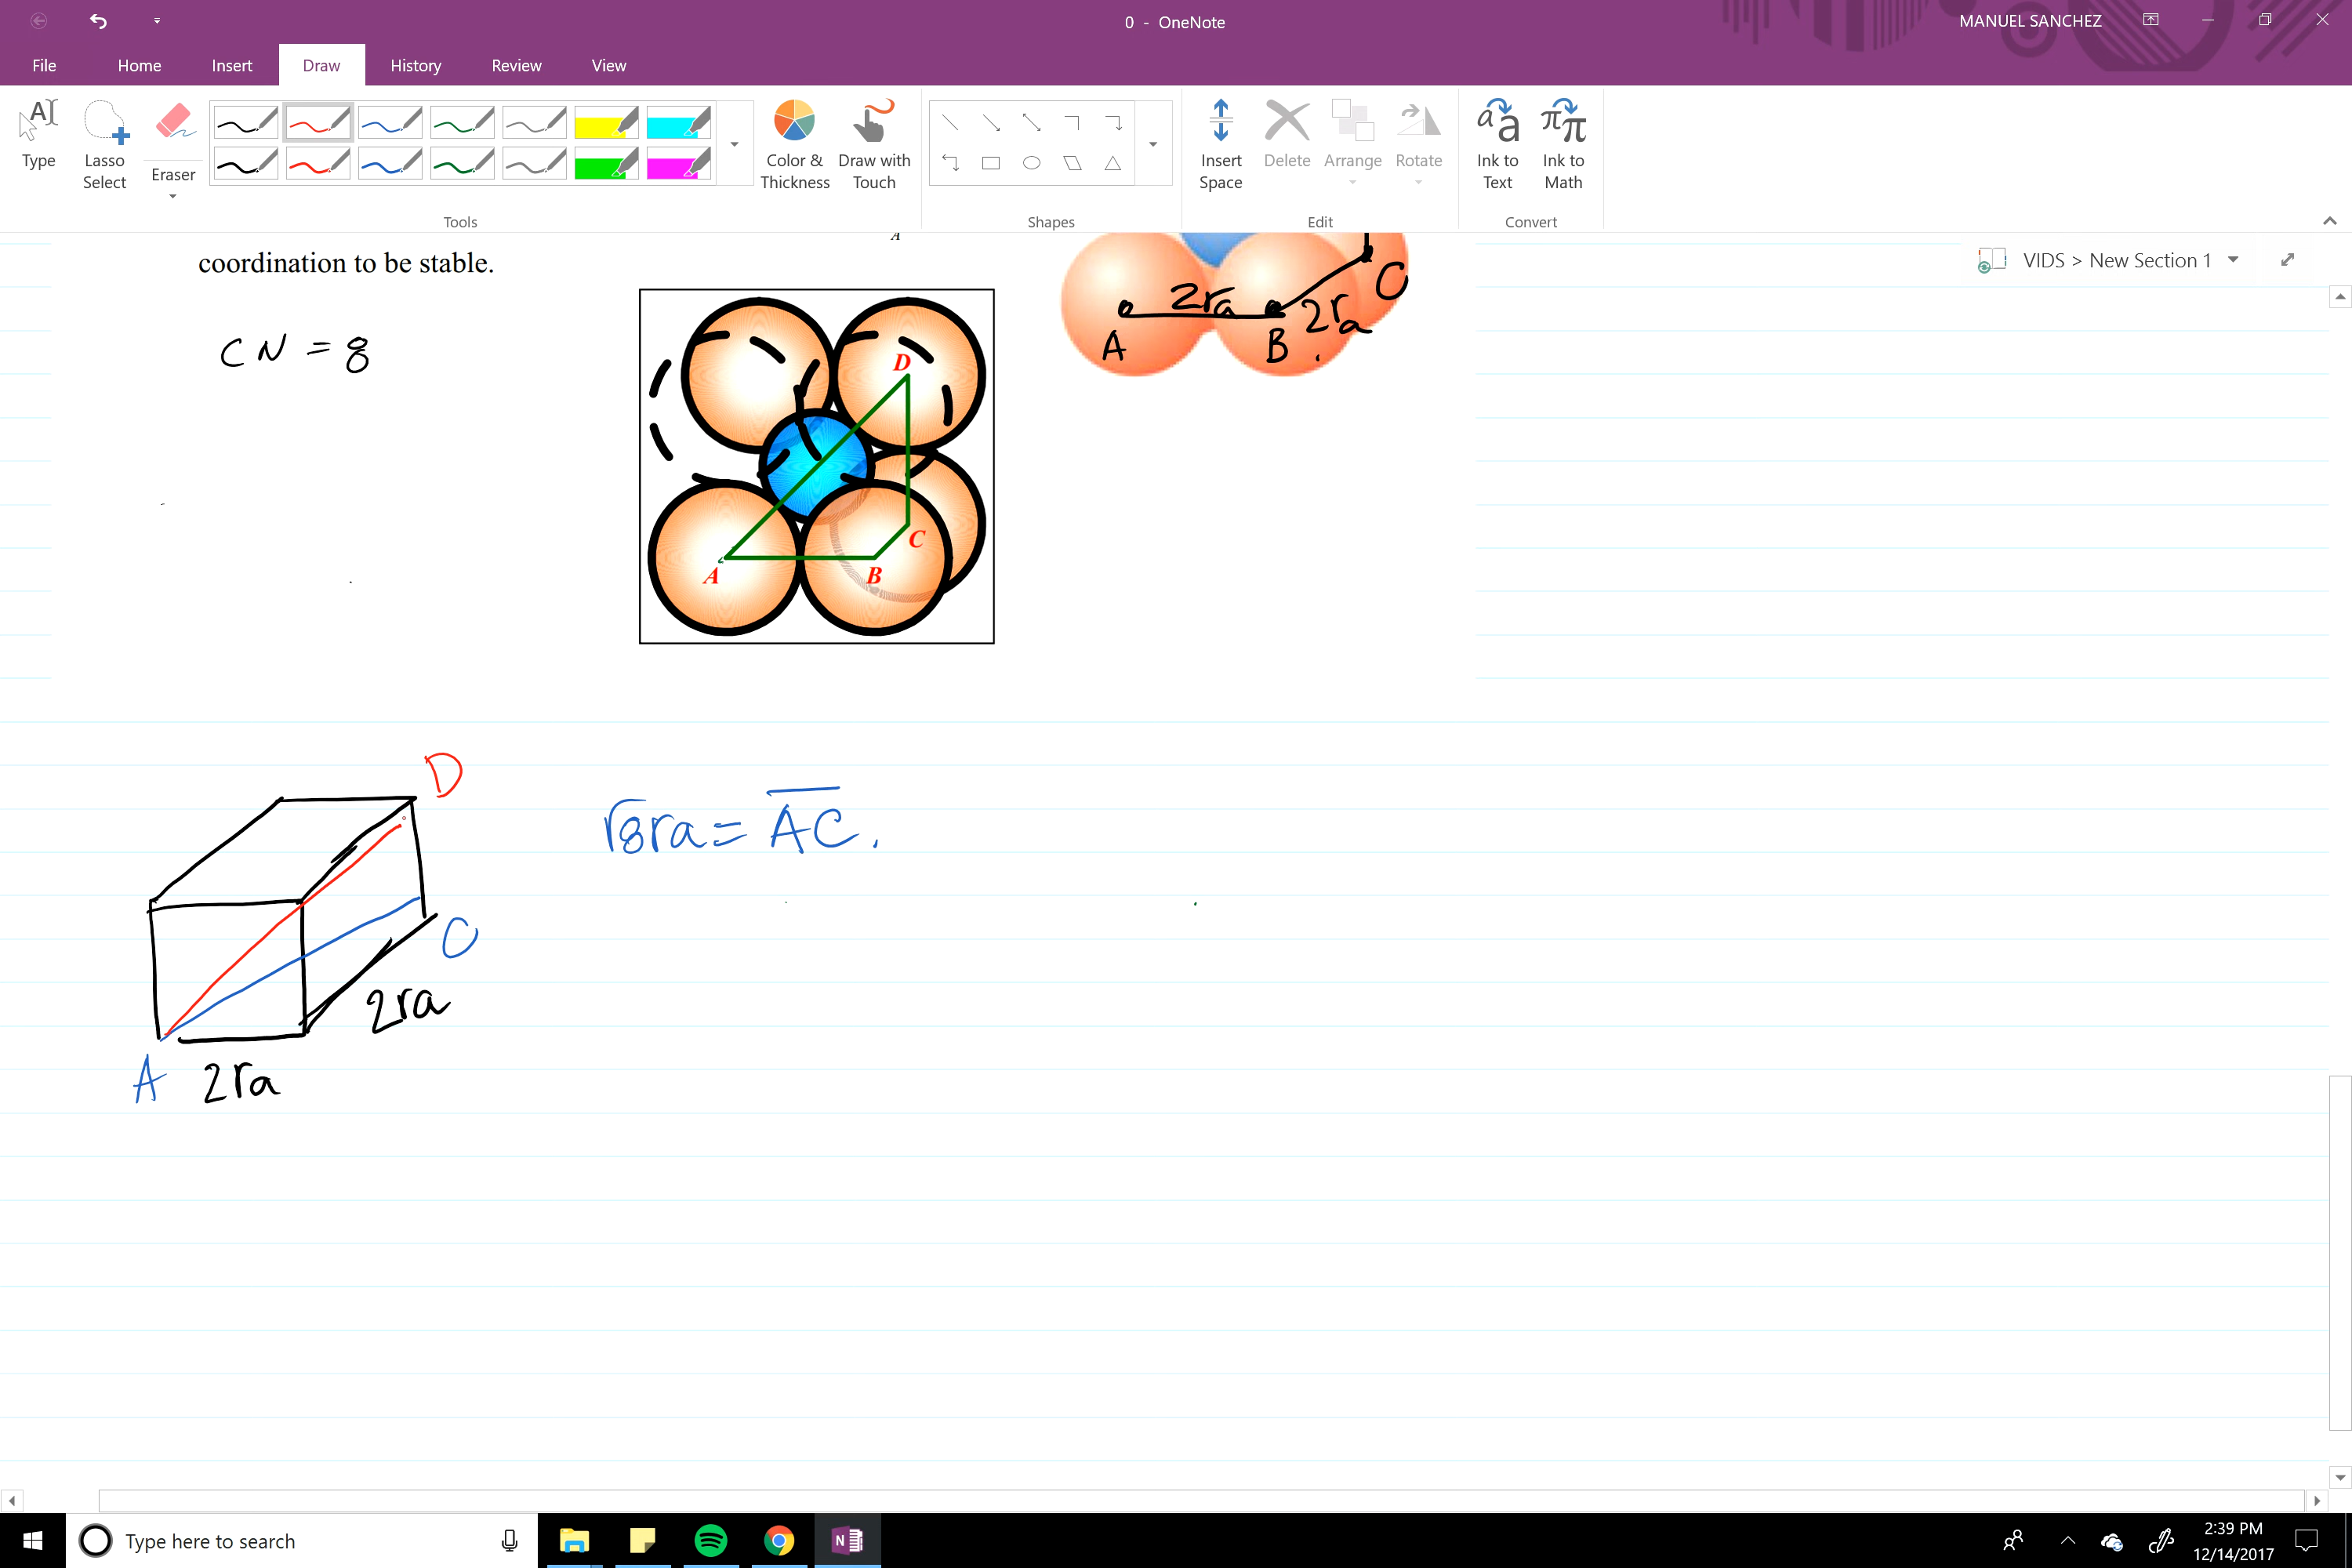 0 - OneNote
MANUEL SANCHEZ
File Home Insert Draw History Review View
Type
Lasso Select
Eraser
Color & Thickness
Draw with Touch
Insert Space
Delete
Arrange
Rotate
Ink to Text
Ink to Math
Tools
Shapes
Edit
Convert
VIDS > New Section 1
A
coordination to be stable.
CN = 8
2ra
2ra
C
A
B
D
C
A
B
D
√8ra = AC.
C
2ra
A 2ra
Type here to search
2:39 PM
12/14/2017